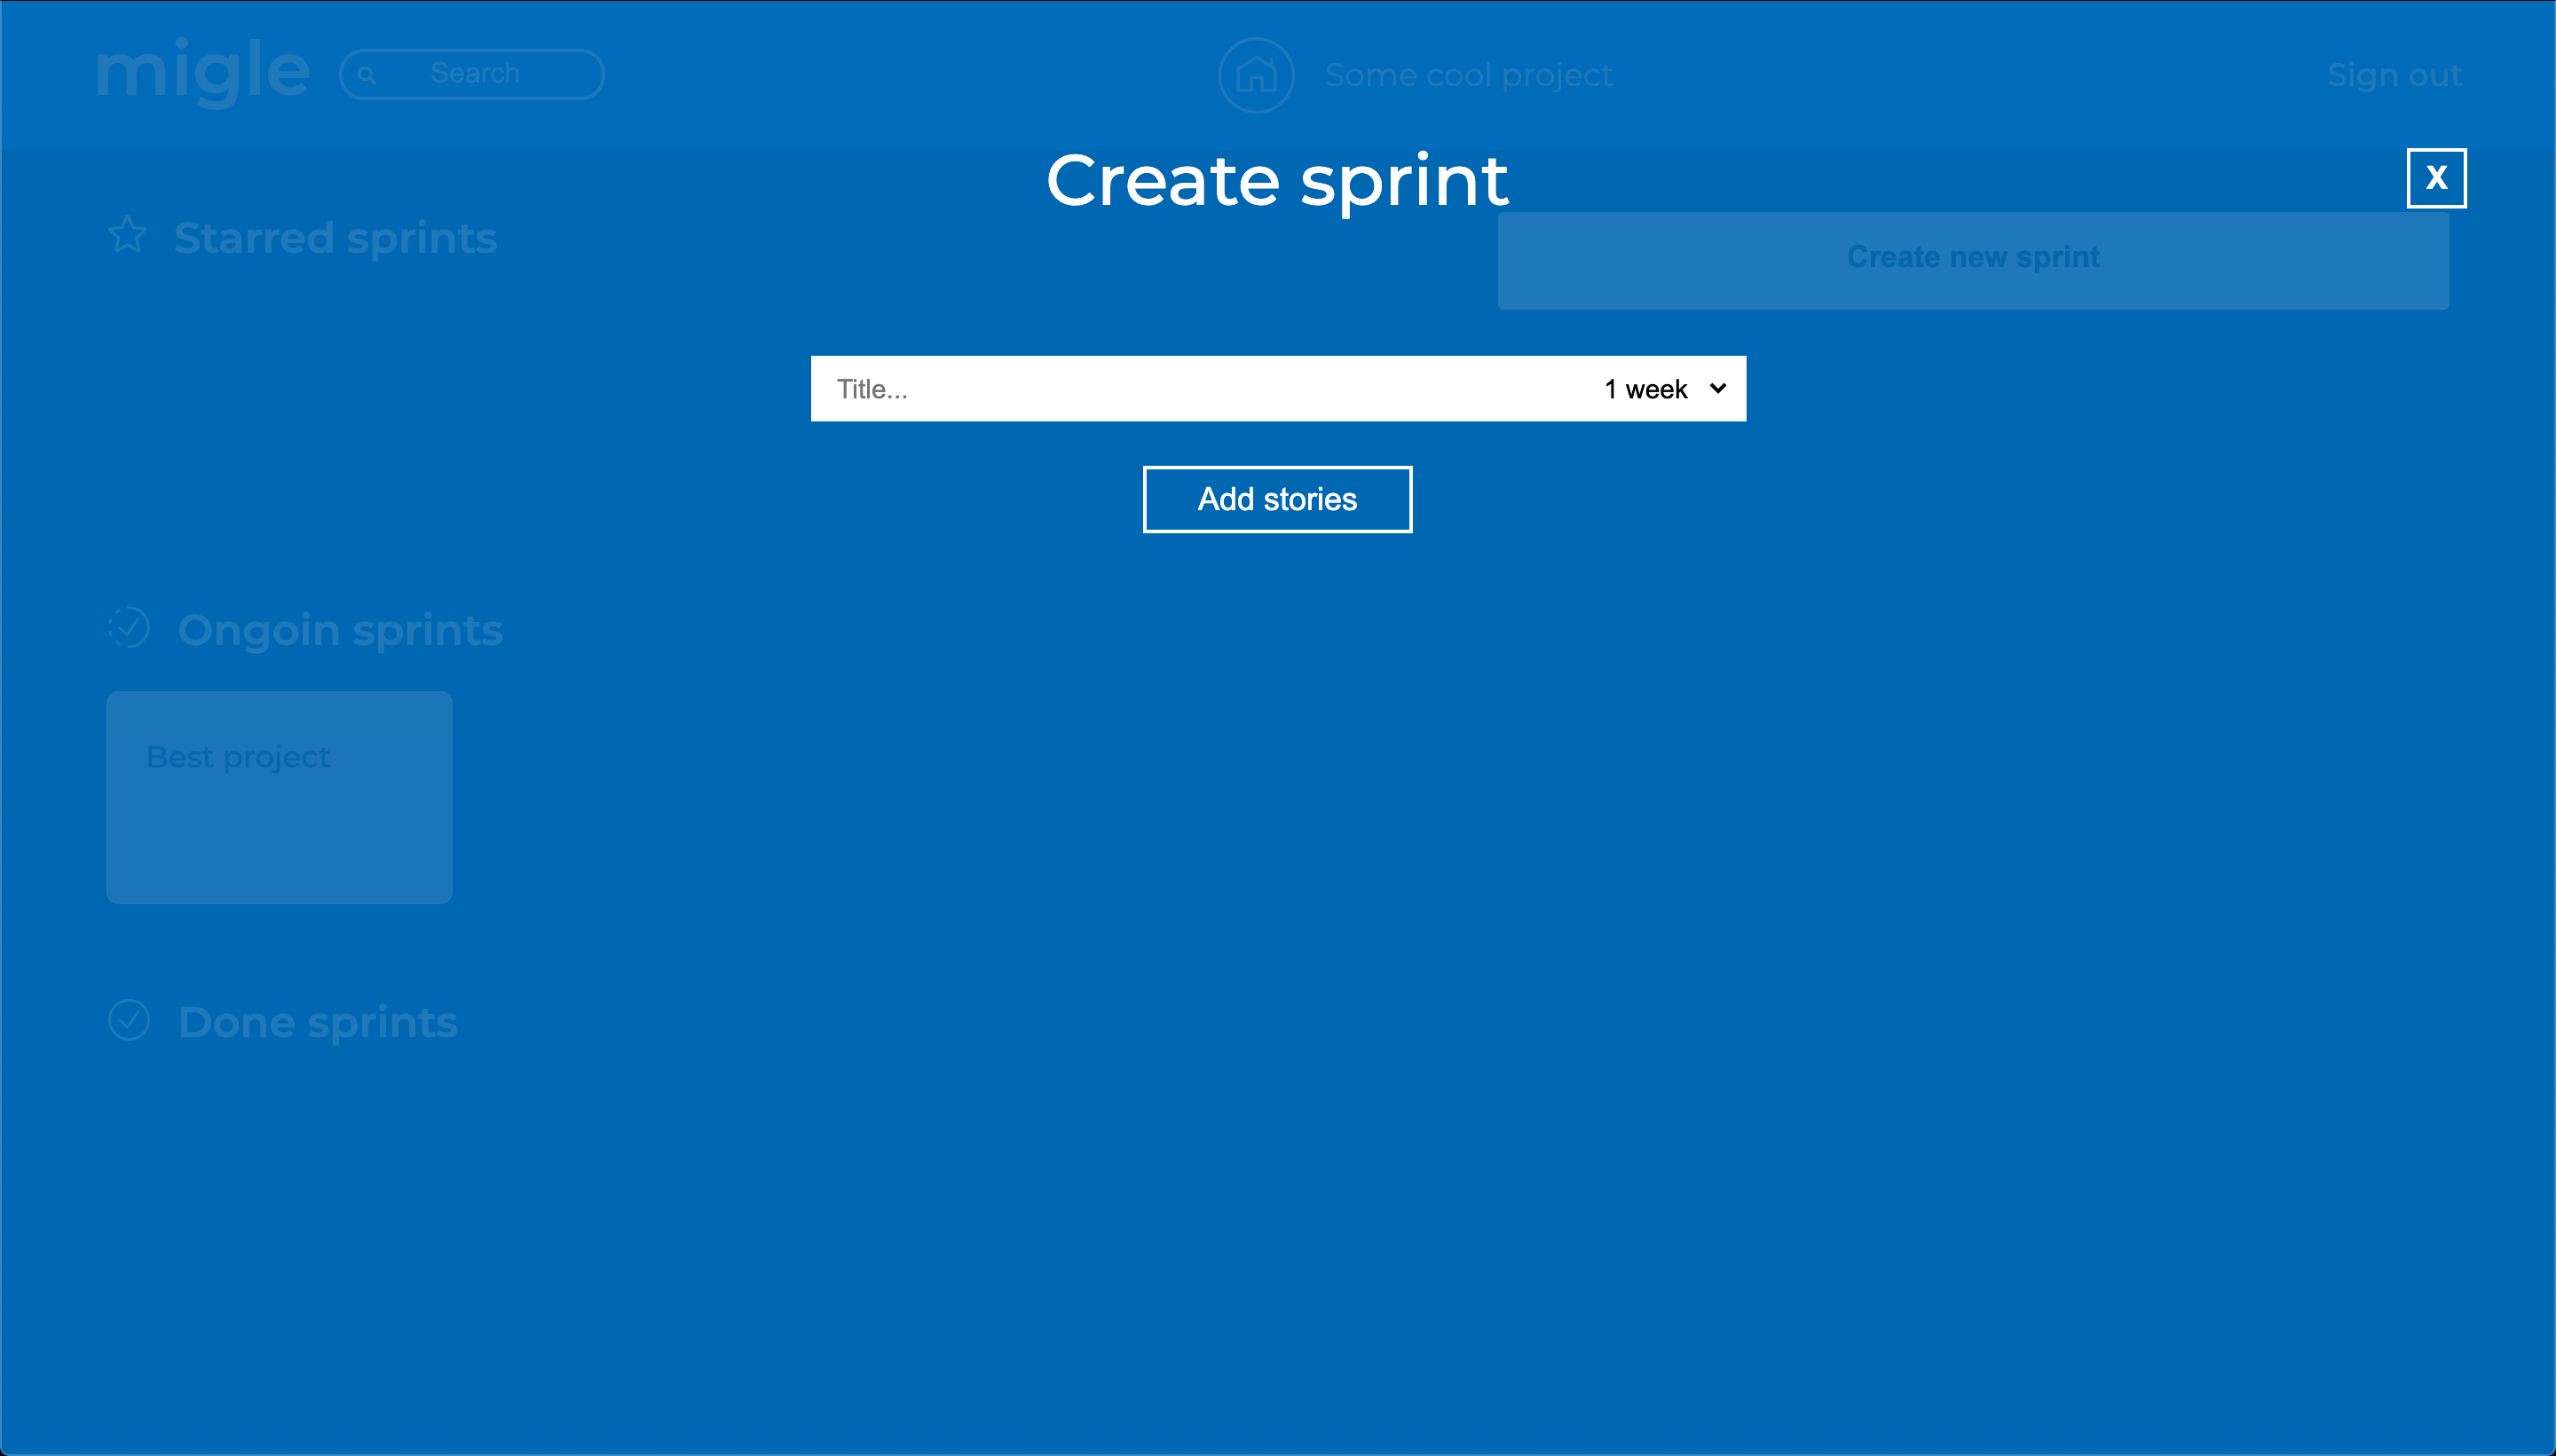 migle
Search
Some cool project
Sign out
Create sprint
X
Starred sprints
Create new sprint
Title...
1 week
Add stories
Ongoin sprints
Best project
Done sprints